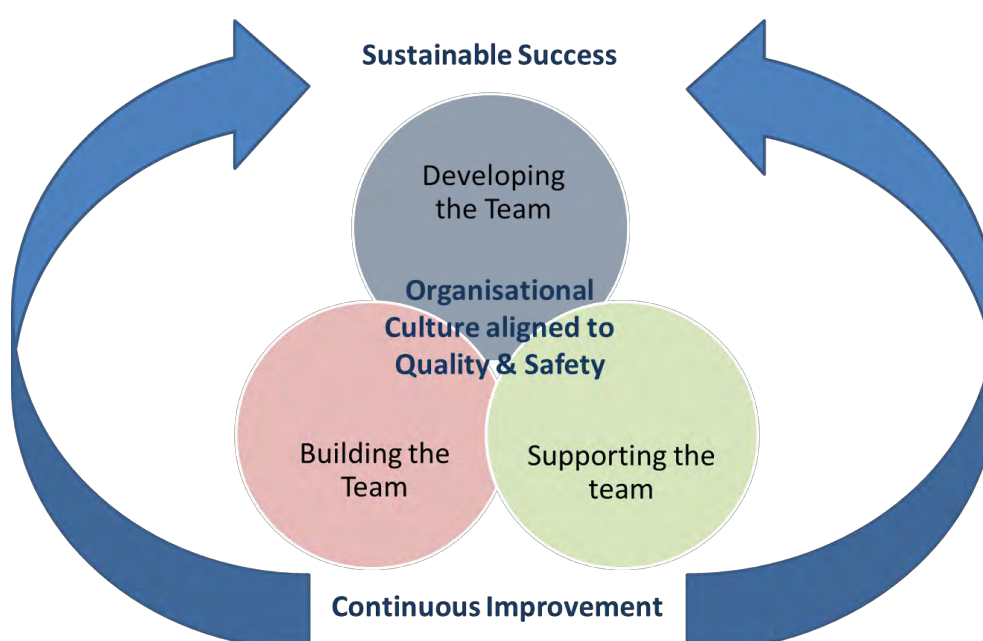 Sustainable Success
Developing
the Team
Organisational
Culture aligned to
Quality & Safety
Building the
Team
Supporting the
team
Continuous Improvement